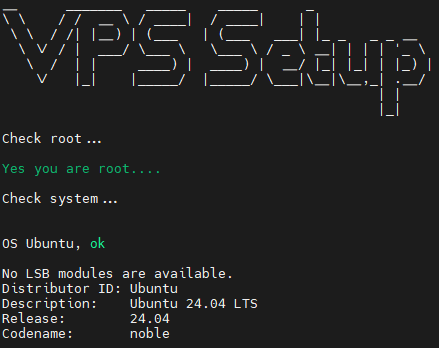 VPS Setup
Check root...
Yes you are root....
Check system...
OS Ubuntu, ok
No LSB modules are available.
Distributor ID: Ubuntu
Description:    Ubuntu 24.04 LTS
Release:        24.04
Codename:       noble